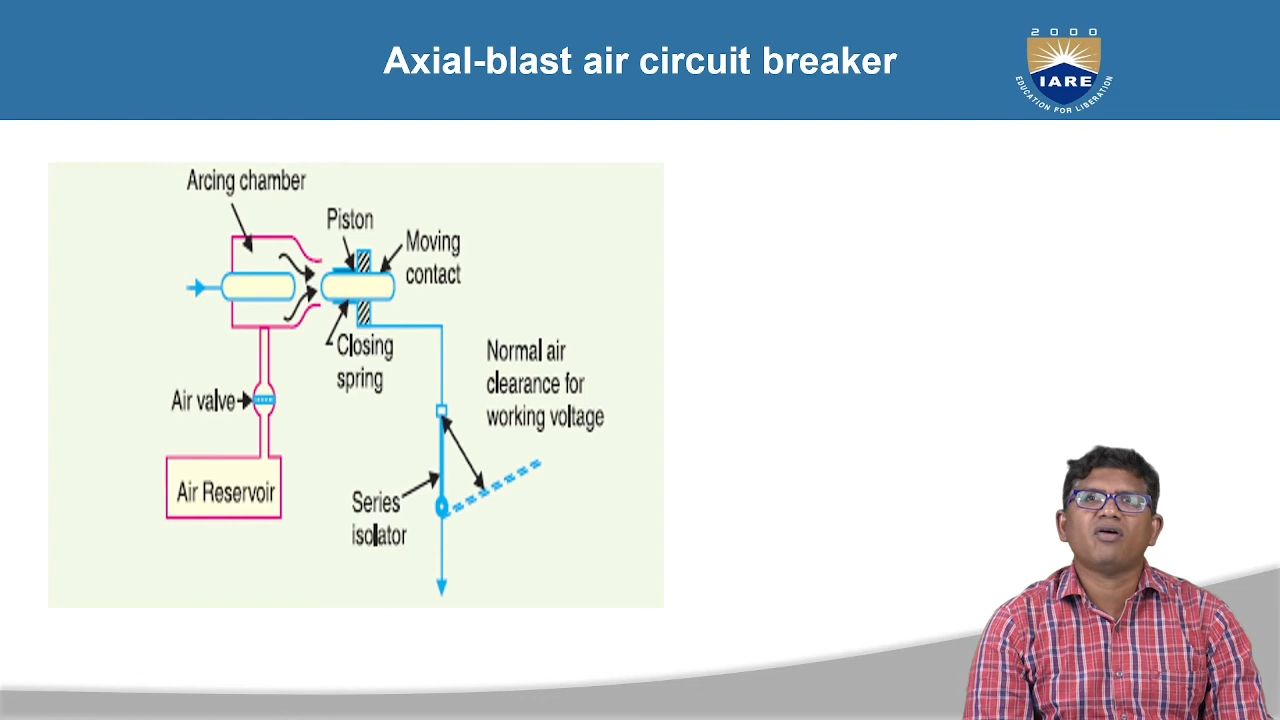 Axial-blast air circuit breaker
2000
IARE
EDUCATION FOR LIBERATION
Arcing chamber
Piston
Moving
contact
Closing
spring
Normal air
clearance for
working voltage
Air valve
Air Reservoir
Series
isolator